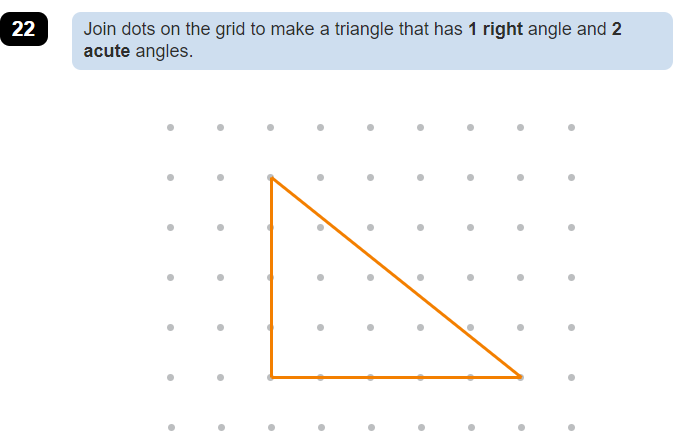 22
Join dots on the grid to make a triangle that has 1 right angle and 2
acute angles.